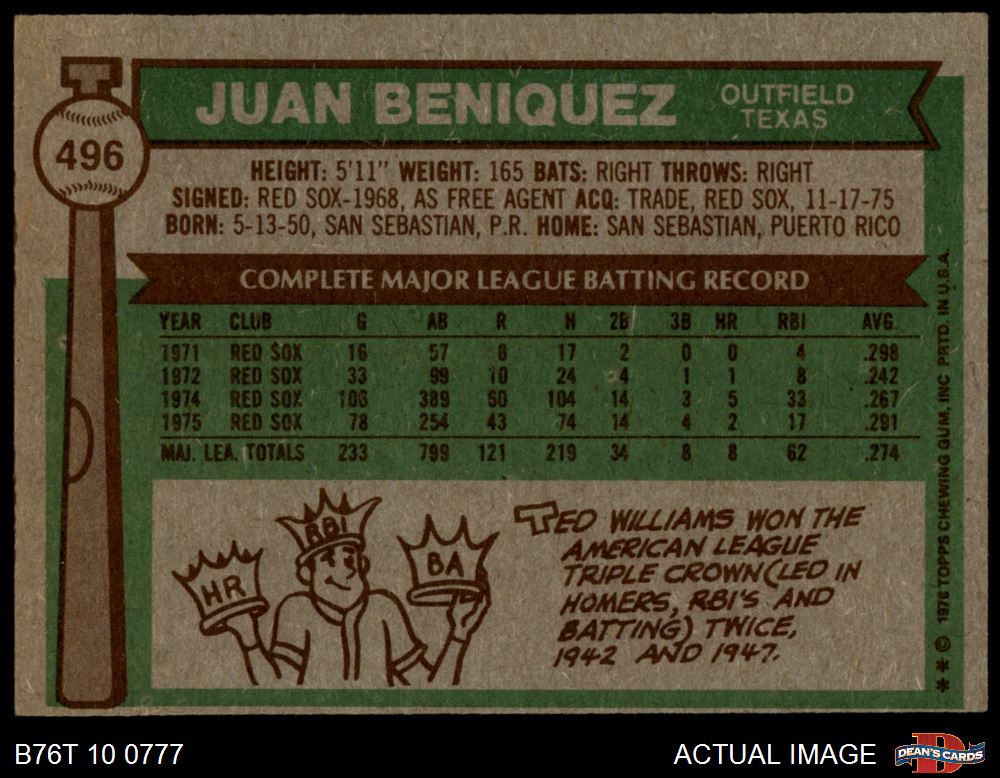 JUAN BENIQUEZ
OUTFIELD
TEXAS
496
HEIGHT: 5'11" WEIGHT: 165 BATS: RIGHT THROWS: RIGHT
SIGNED: RED SOX-1968, AS FREE AGENT ACQ: TRADE, RED SOX, 11-17-75
BORN: 5-13-50, SAN SEBASTIAN, P.R. HOME: SAN SEBASTIAN, PUERTO RICO
COMPLETE MAJOR LEAGUE BATTING RECORD
YEAR CLUB G AB R H 2B 3B HR RBI AVG.
1971 RED SOX 16 57 8 17 2 0 0 4 .298
1972 RED SOX 33 99 10 24 4 1 1 8 .242
1974 RED SOX 106 389 60 104 14 3 5 33 .267
1975 RED SOX 78 254 43 74 14 4 2 17 .291
MAJ. LEA. TOTALS 233 799 121 219 34 8 8 62 .274
HR
RBI
BA
TED WILLIAMS WON THE
AMERICAN LEAGUE
TRIPLE CROWN (LED IN
HOMERS, RBI'S AND
BATTING) TWICE,
1942 AND 1947.
** © 1976 TOPPS CHEWING GUM, INC PRTD. IN U.S.A.
B76T 10 0777
ACTUAL IMAGE
DEAN'S CARDS